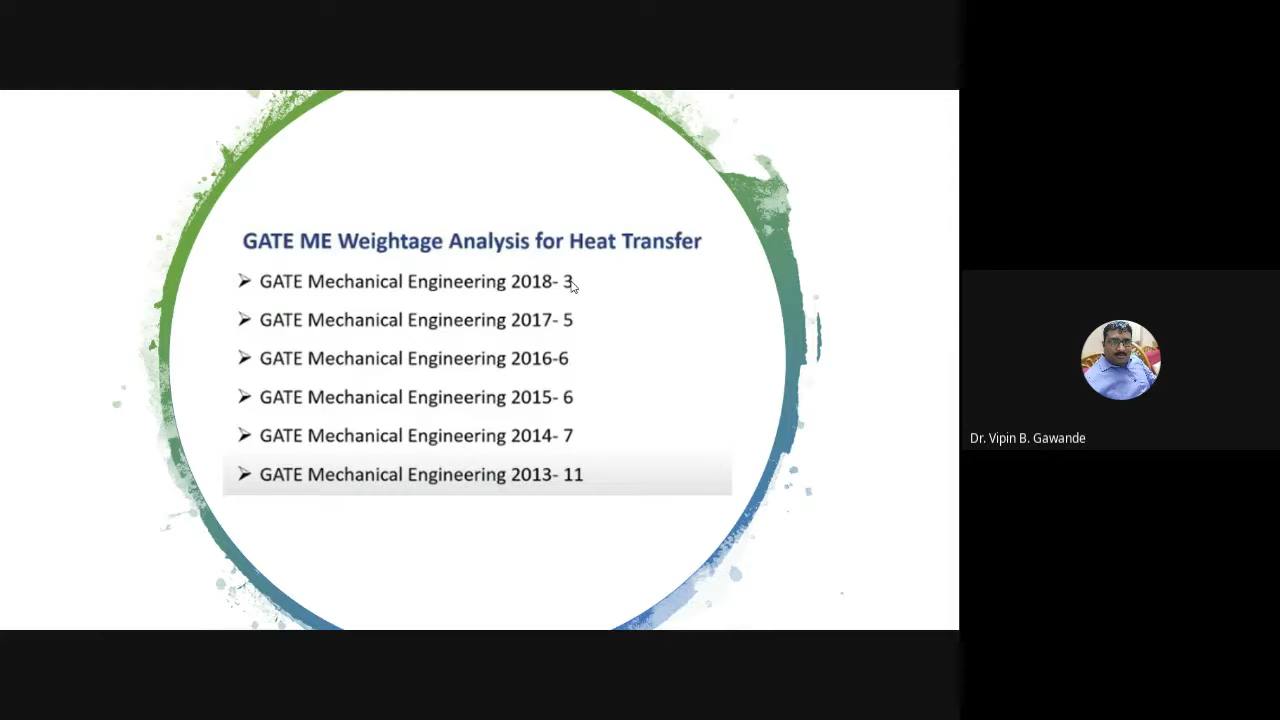 GATE ME Weightage Analysis for Heat Transfer
➢ GATE Mechanical Engineering 2018- 3
➢ GATE Mechanical Engineering 2017- 5
➢ GATE Mechanical Engineering 2016-6
➢ GATE Mechanical Engineering 2015- 6
➢ GATE Mechanical Engineering 2014- 7
➢ GATE Mechanical Engineering 2013- 11
Dr. Vipin B. Gawande